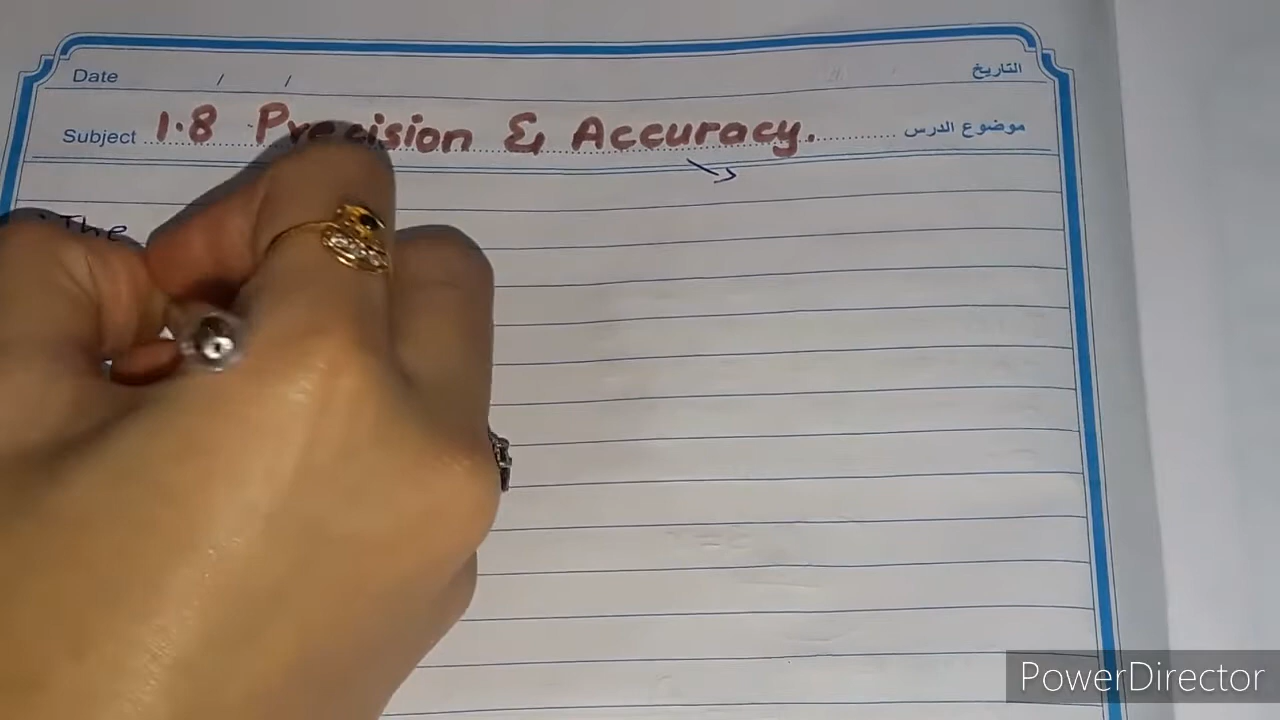 Date / / التاريخ
Subject 1.8 Precision & Accuracy. موضوع الدرس
The
PowerDirector